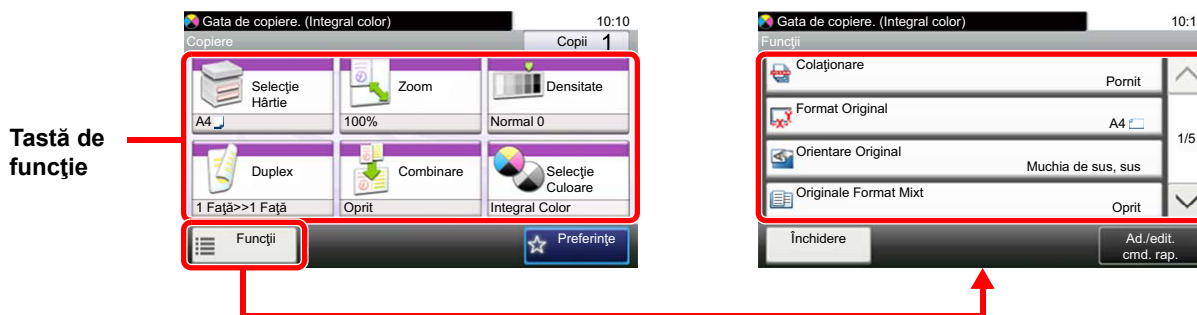 Tastă de
funcţie
Gata de copiere. (Integral color)
10:10
Copiere
Copii 1
Selecţie
Hârtie
A4
Zoom
100%
Densitate
Normal 0
Duplex
1 Faţă>>1 Faţă
Combinare
Oprit
Selecţie
Culoare
Integral Color
Funcţii
Preferinţe
Gata de copiere. (Integral color)
10:1
Funcţii
Colaţionare
Pornit
Format Original
A4
1/5
Orientare Original
Muchia de sus, sus
Originale Format Mixt
Oprit
Închidere
Ad./edit.
cmd. rap.